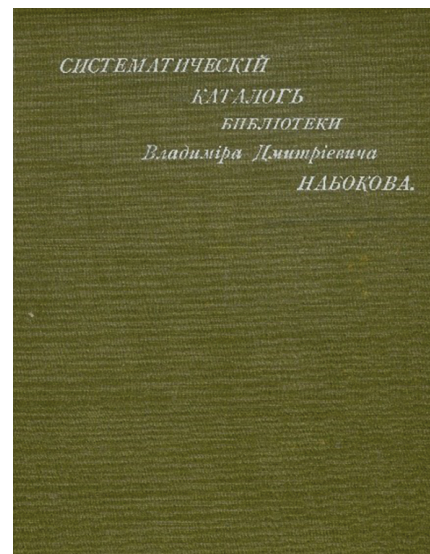 СИСТЕМАТИЧЕСКІЙ
КАТАЛОГЪ
БИБЛІОТЕКИ
Владиміра Дмитріевича
НАБОКОВА.